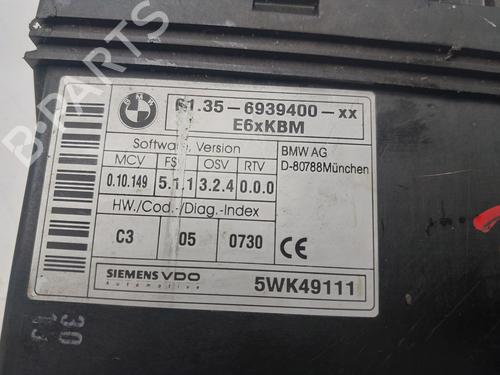 B-PARTS
BMW
61.35 - 6939400 - xx
E6xKBM
Software, Version
MCV FSV OSV RTV
0.10.149 5.1.1 3.2.4 0.0.0
HW./Cod.-/Diag.-Index
C3 05 0730
BMW AG
D-80788München
CE
SIEMENS VDO
Automotive
5WK49111
30